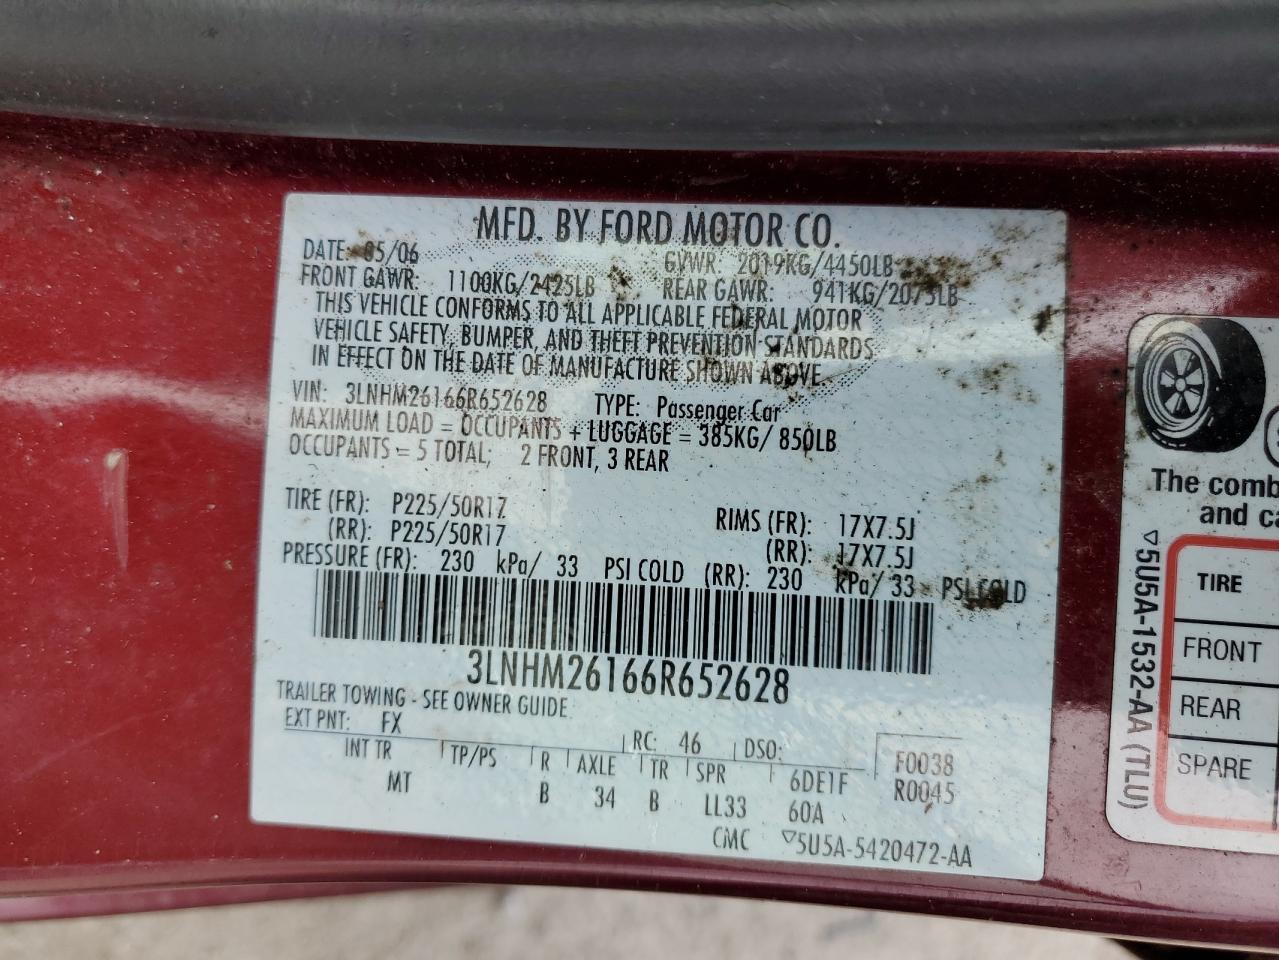 MFD. BY FORD MOTOR CO.
DATE: 05/06 GVWR: 2019KG/4450LB
FRONT GAWR: 1100KG/2425LB REAR GAWR: 941KG/2075LB
THIS VEHICLE CONFORMS TO ALL APPLICABLE FEDERAL MOTOR
VEHICLE SAFETY, BUMPER, AND THEFT PREVENTION STANDARDS
IN EFFECT ON THE DATE OF MANUFACTURE SHOWN ABOVE.
VIN: 3LNHM26166R652628 TYPE: Passenger Car
MAXIMUM LOAD = OCCUPANTS + LUGGAGE = 385KG/ 850LB
OCCUPANTS = 5 TOTAL; 2 FRONT, 3 REAR
TIRE (FR): P225/50R17 RIMS (FR): 17X7.5J
(RR): P225/50R17 (RR): 17X7.5J
PRESSURE (FR): 230 kPa/ 33 PSI COLD (RR): 230 kPa/ 33 PSI COLD
3LNHM26166R652628
TRAILER TOWING - SEE OWNER GUIDE
EXT PNT: FX RC: 46 DSO: F0038
INT TR TP/PS R AXLE TR SPR 6DE1F R0045
MT B 34 B LL33 60A
CMC ▽5U5A-5420472-AA
The comb
and ca
TIRE
FRONT
REAR
SPARE
▽5U5A-1532-AA (TLU)